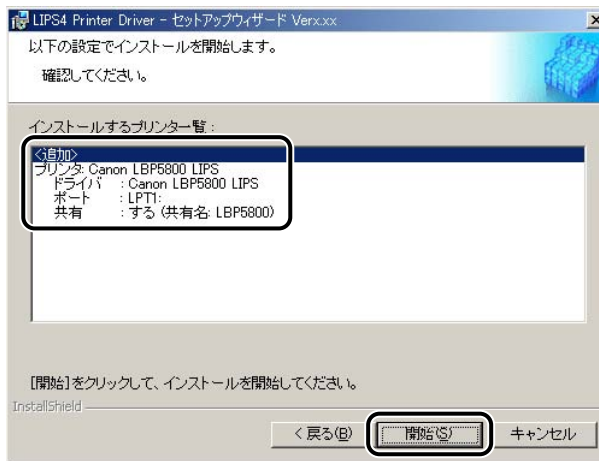 LIPS4 Printer Driver - セットアップウィザード Verx.xx
以下の設定でインストールを開始します。
確認してください。
インストールするプリンター覧：
<追加>
プリンタ: Canon LBP5800 LIPS
ドライバ : Canon LBP5800 LIPS
ポート : LPT1:
共有 : する (共有名: LBP5800)
[開始]をクリックして、インストールを開始してください。
InstallShield
< 戻る(B)
開始(S)
キャンセル